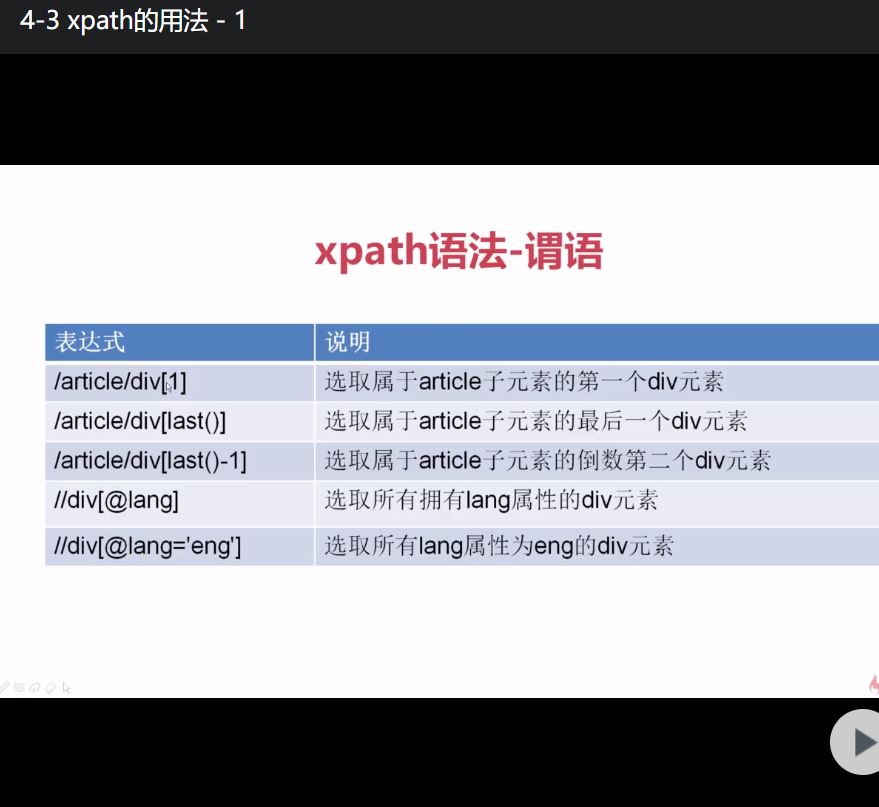 4-3 xpath的用法 - 1
xpath语法-谓语
表达式 说明
/article/div[1] 选取属于article子元素的第一个div元素
/article/div[last()] 选取属于article子元素的最后一个div元素
/article/div[last()-1] 选取属于article子元素的倒数第二个div元素
//div[@lang] 选取所有拥有lang属性的div元素
//div[@lang='eng'] 选取所有lang属性为eng的div元素